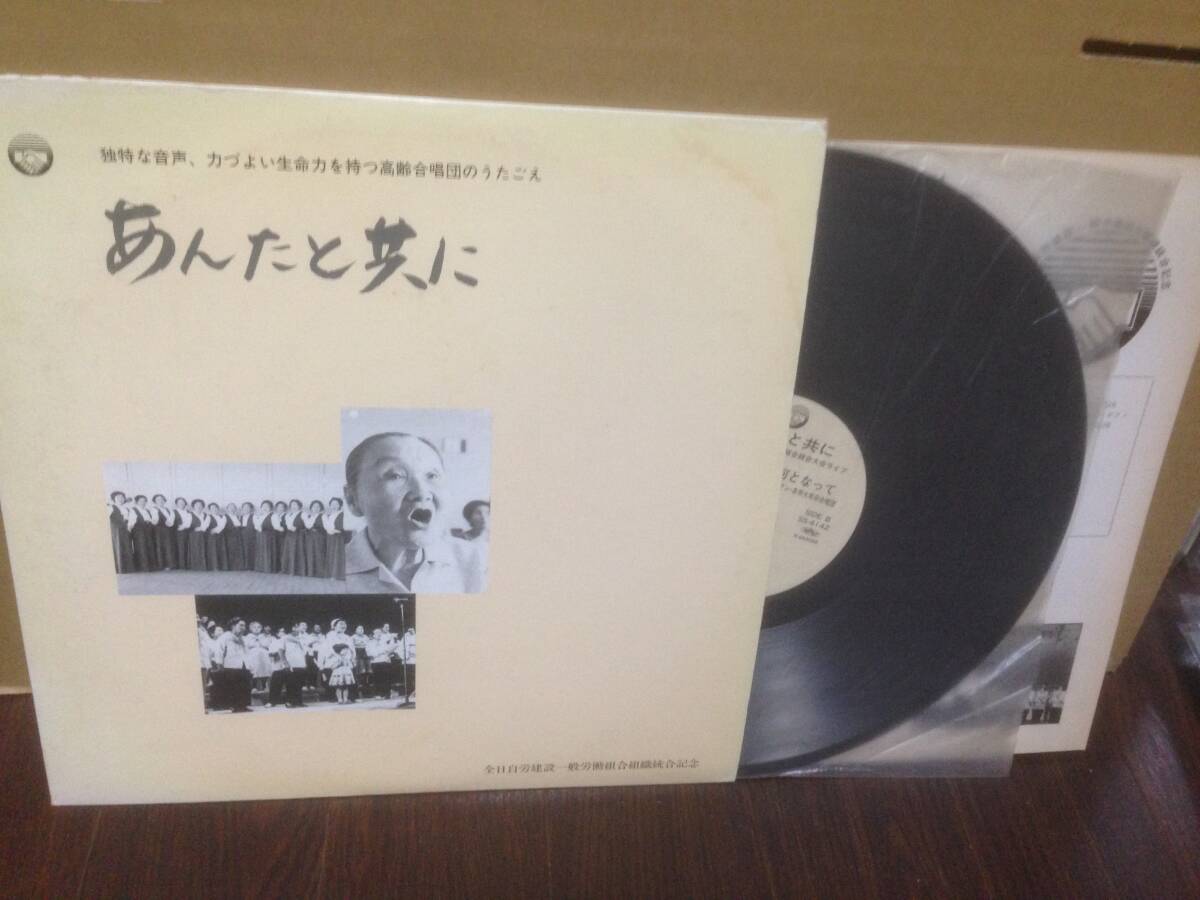 独特な音声、力づよい生命力を持つ高齢合唱団のうたごえ
あんたと共に
全日自労建設一般労働組合組織統合記念
と共に
となって
SIDE B
SS-4142